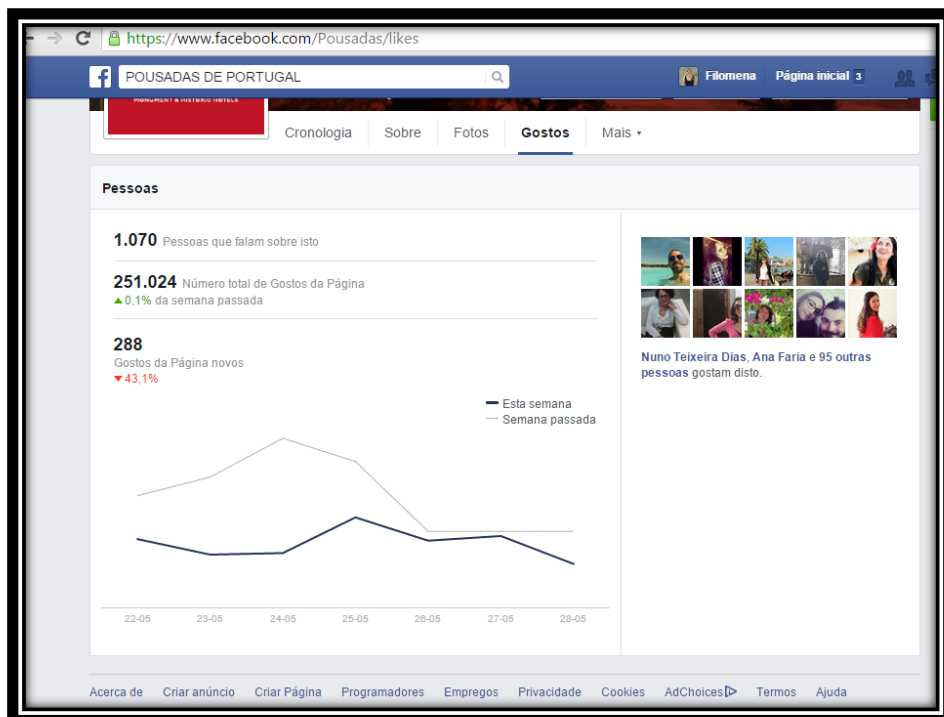 https://www.facebook.com/Pousadas/likes
POUSADAS DE PORTUGAL
Filomena
Página inicial 3
MONUMENT & HISTORIC HOTELS
Cronologia Sobre Fotos Gostos Mais
Pessoas
1.070 Pessoas que falam sobre isto
251.024 Número total de Gostos da Página
0,1% da semana passada
288
Gostos da Página novos
43,1%
Nuno Teixeira Dias, Ana Faria e 95 outras
pessoas gostam disto.
Esta semana
Semana passada
22-05 23-05 24-05 25-05 26-05 27-05 28-05
Acerca de Criar anúncio Criar Página Programadores Empregos Privacidade Cookies AdChoices Termos Ajuda